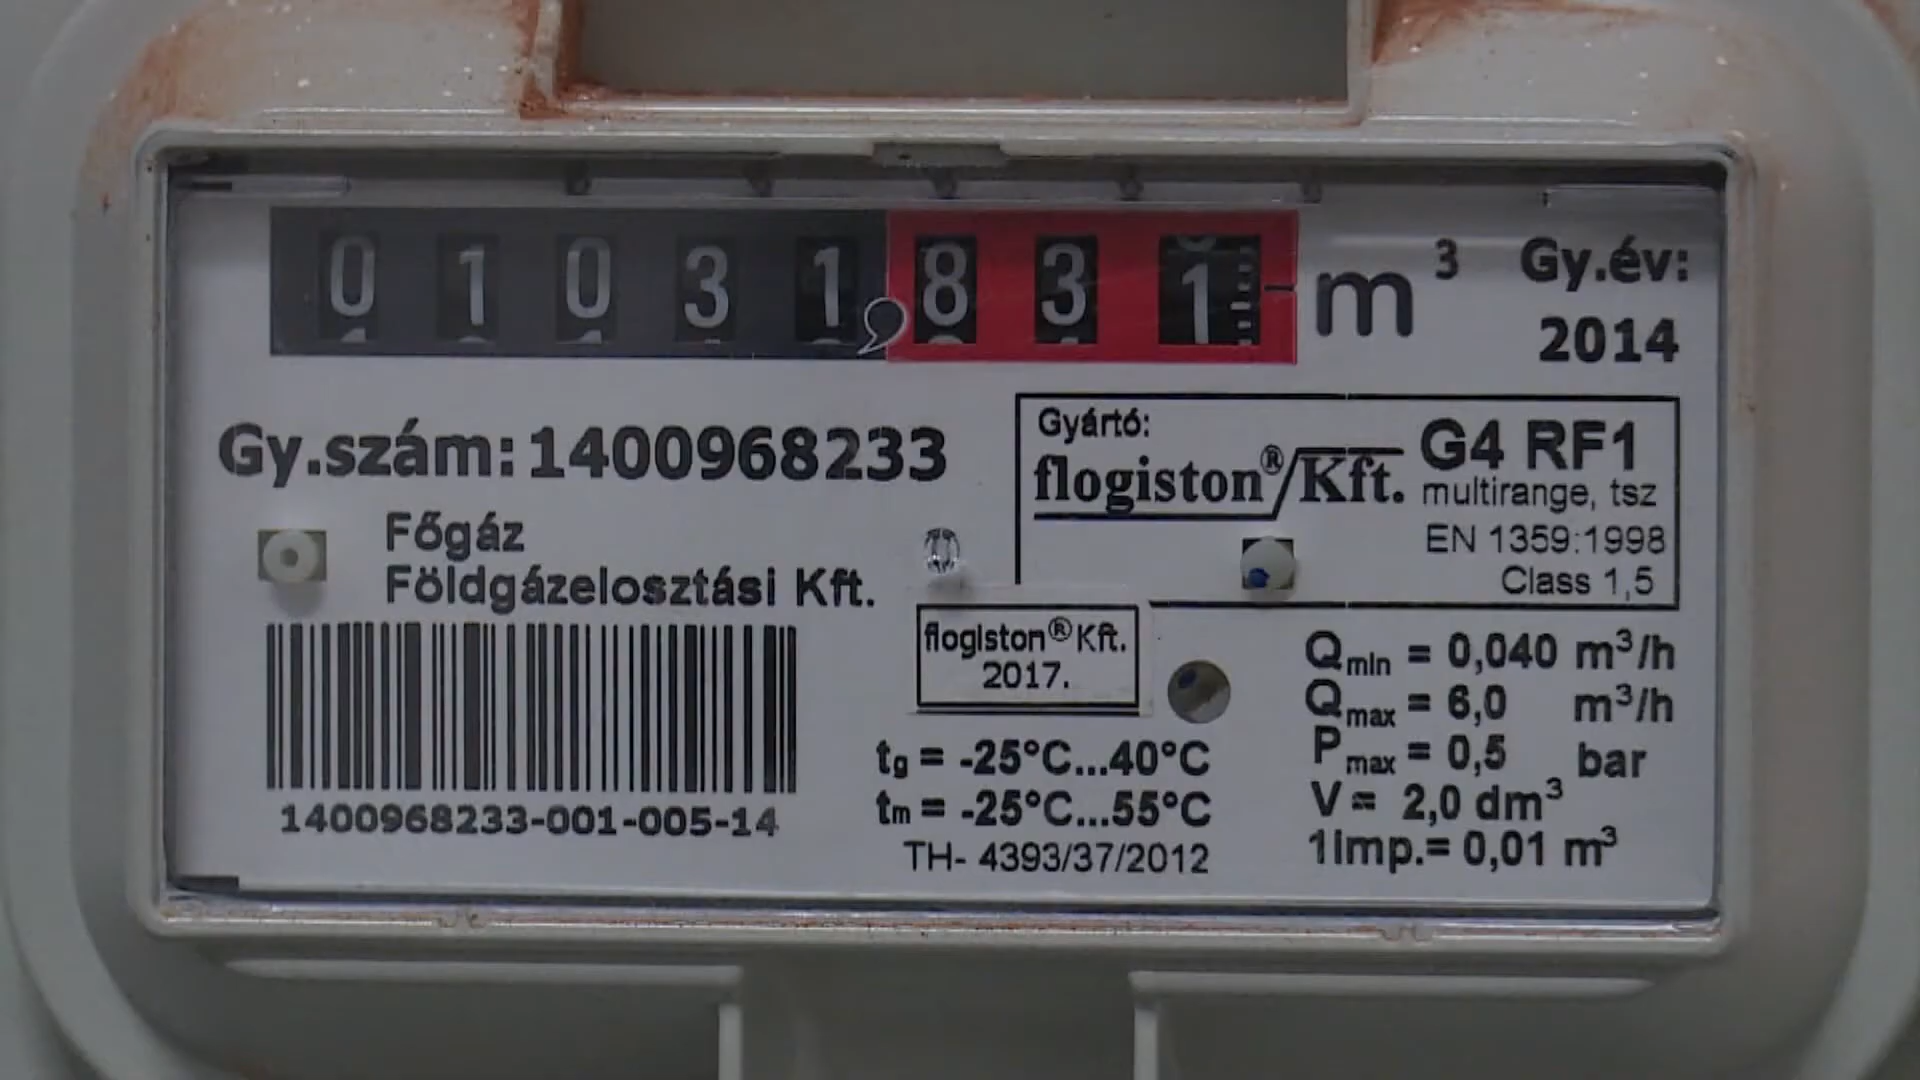 01031,831 m³
Gy.év:
2014
Gy.szám:1400968233
Főgáz
Földgázelosztási Kft.
1400968233-001-005-14
Gyártó:
flogiston®/Kft.
G4 RF1
multirange, tsz
EN 1359:1998
Class 1,5
flogiston® Kft.
2017.
tg = -25°C...40°C
tm = -25°C...55°C
TH- 4393/37/2012
Qmin = 0,040 m³/h
Qmax = 6,0 m³/h
Pmax = 0,5 bar
V = 2,0 dm³
1imp.= 0,01 m³